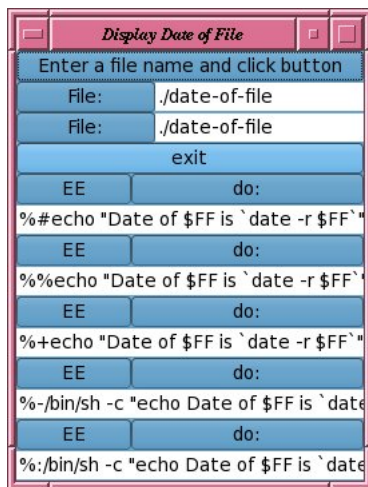 Display Date of File
Enter a file name and click button
File: ./date-of-file
File: ./date-of-file
exit
EE do:
%#echo "Date of $FF is `date -r $FF`"
EE do:
%%echo "Date of $FF is `date -r $FF`"
EE do:
%+echo "Date of $FF is `date -r $FF`"
EE do:
%-/bin/sh -c "echo Date of $FF is `date
EE do:
%:/bin/sh -c "echo Date of $FF is `date